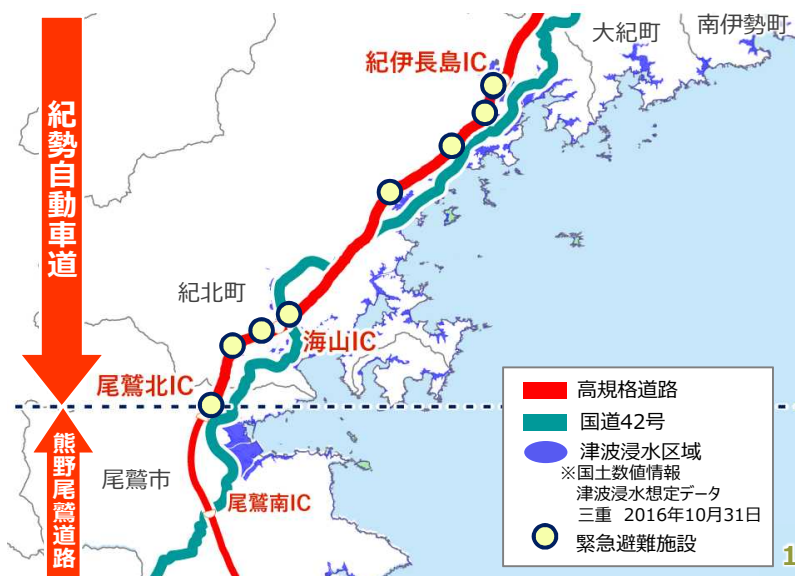 大紀町
南伊勢町
紀伊長島IC
紀勢自動車道
紀北町
海山IC
尾鷲北IC
熊野尾鷲道路
尾鷲市
尾鷲南IC
高規格道路
国道42号
津波浸水区域
※国土数値情報
津波浸水想定データ
三重 2016年10月31日
緊急避難施設
1